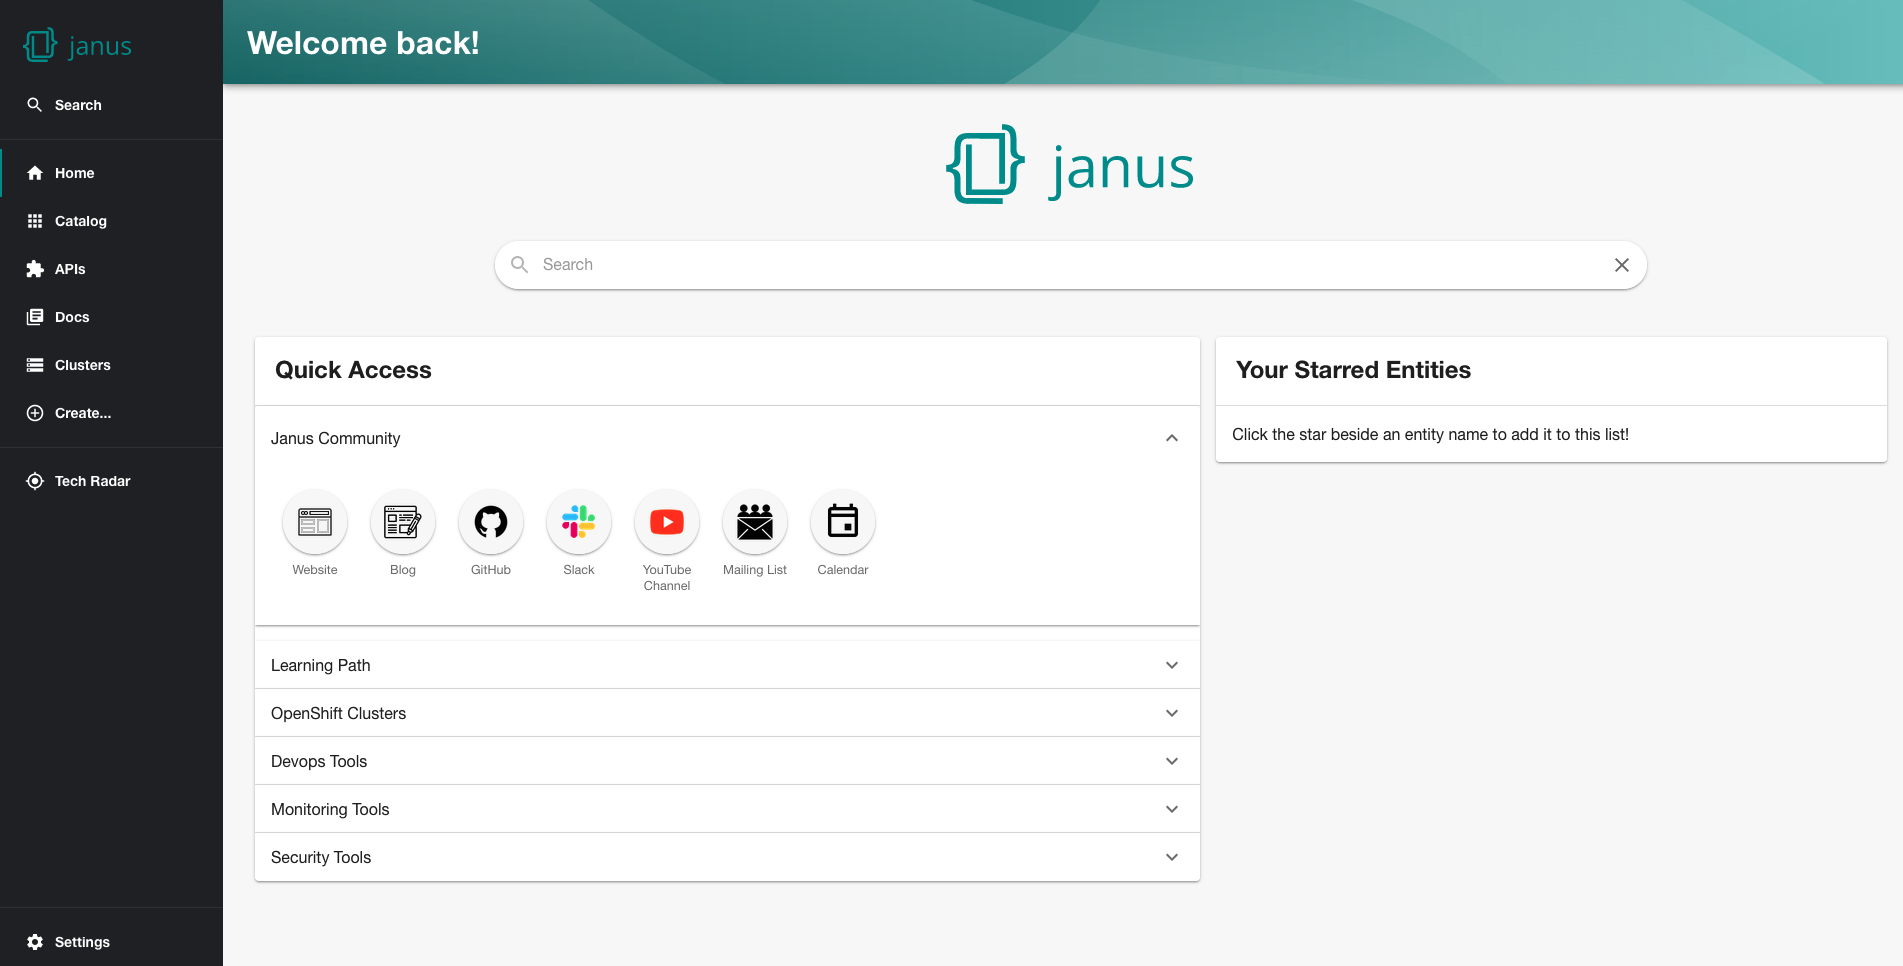 janus
Search
Home
Catalog
APIs
Docs
Clusters
Create...
Tech Radar
Settings
Welcome back!
janus
Search
Quick Access
Janus Community
Website
Blog
GitHub
Slack
YouTube
Channel
Mailing List
Calendar
Learning Path
OpenShift Clusters
Devops Tools
Monitoring Tools
Security Tools
Your Starred Entities
Click the star beside an entity name to add it to this list!